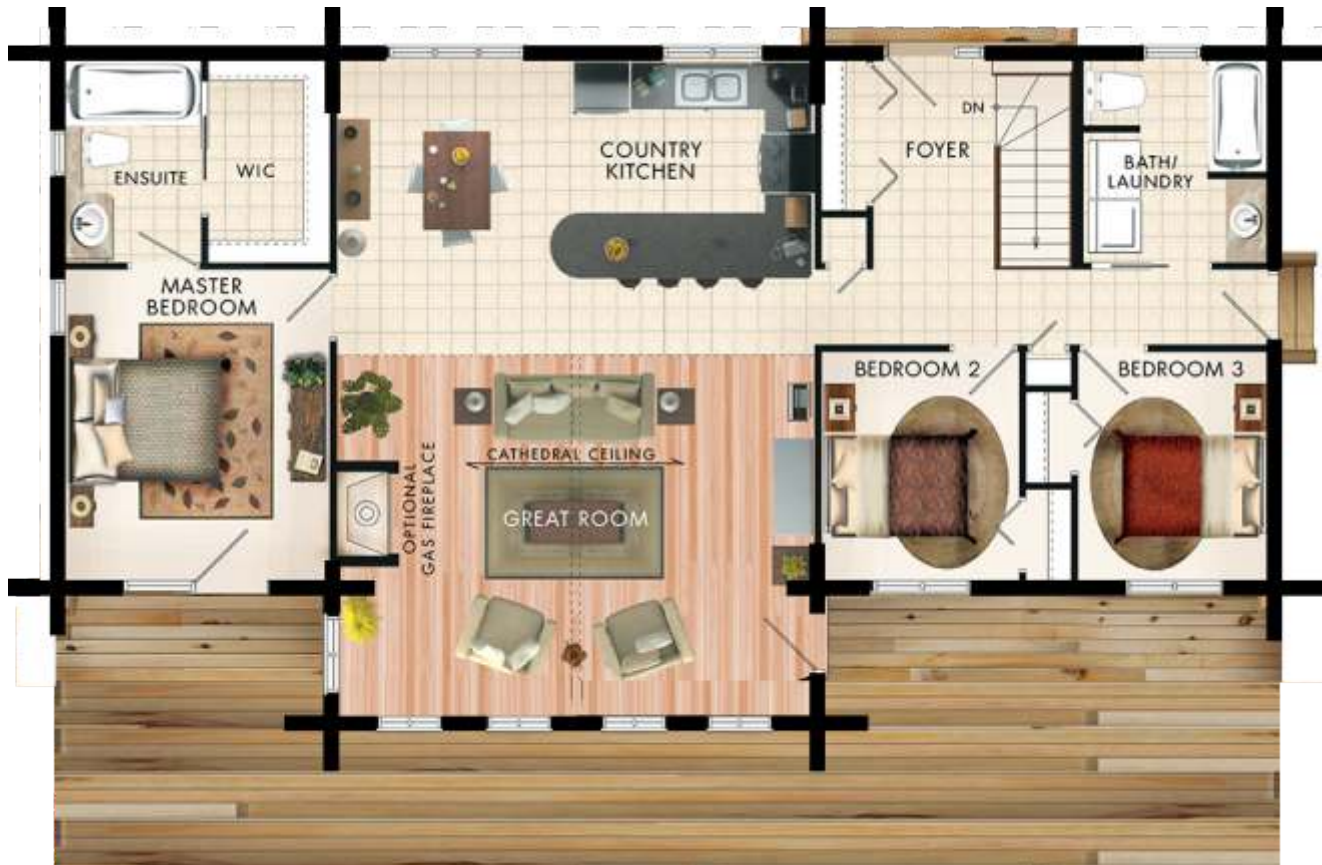 DN
ENSUITE
WIC
COUNTRY
KITCHEN
FOYER
BATH/
LAUNDRY
MASTER
BEDROOM
BEDROOM 2
BEDROOM 3
CATHEDRAL CEILING
OPTIONAL
GAS FIREPLACE
GREAT ROOM